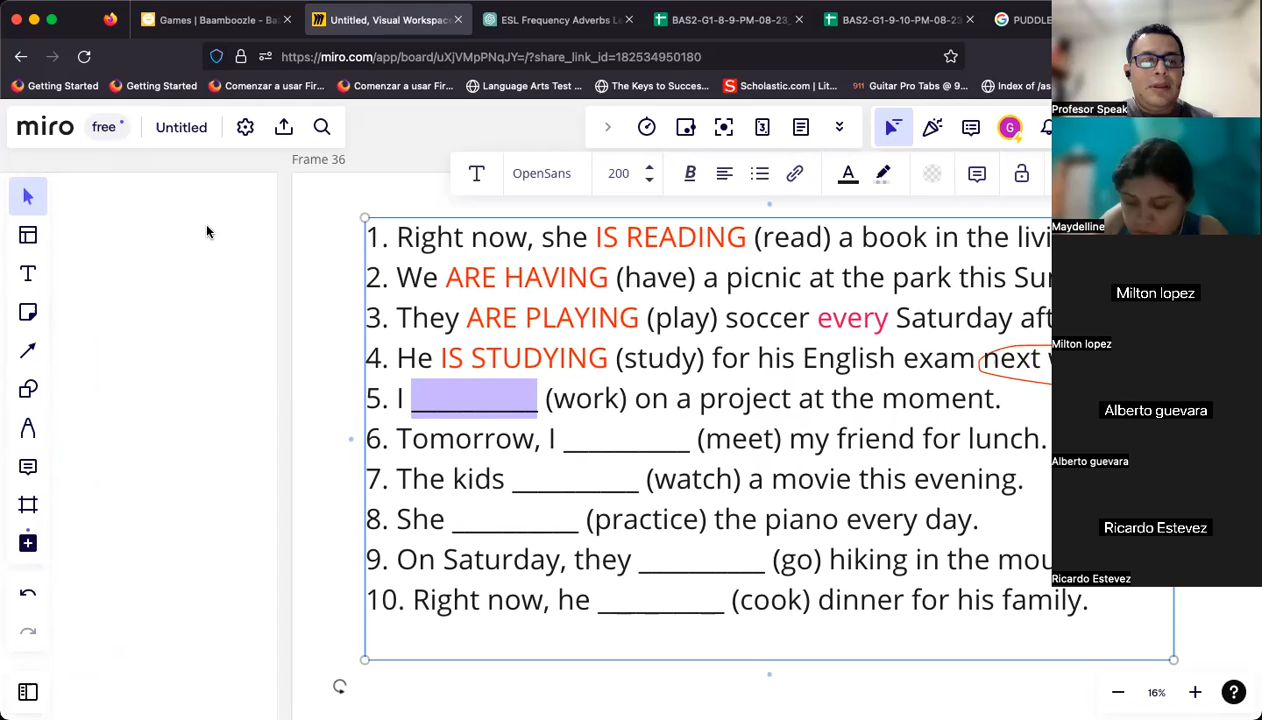 Games | Baamboozle - Ba
Untitled, Visual Workspac
ESL Frequency Adverbs L
BAS2-G1-8-9-PM-08-23_
BAS2-G1-9-10-PM-08-23_
PUDDLE
https://miro.com/app/board/uXjVMpPNqJY=/?share_link_id=182534950180
Getting Started
Getting Started
Comenzar a usar Fir...
Comenzar a usar Fir...
Language Arts Test ...
The Keys to Succes...
Scholastic.com | Lit...
Guitar Pro Tabs @ 9...
Index of /as
miro free Untitled
G
Frame 36
OpenSans 200 B A
1. Right now, she IS READING (read) a book in the livi
2. We ARE HAVING (have) a picnic at the park this Sur
3. They ARE PLAYING (play) soccer every Saturday aft
4. He IS STUDYING (study) for his English exam next
5. I __________ (work) on a project at the moment.
6. Tomorrow, I __________ (meet) my friend for lunch.
7. The kids __________ (watch) a movie this evening.
8. She __________ (practice) the piano every day.
9. On Saturday, they __________ (go) hiking in the mou
10. Right now, he __________ (cook) dinner for his family.
16%
Profesor Speak
Maydelline
Milton lopez
Milton lopez
Alberto guevara
Alberto guevara
Ricardo Estevez
Ricardo Estevez